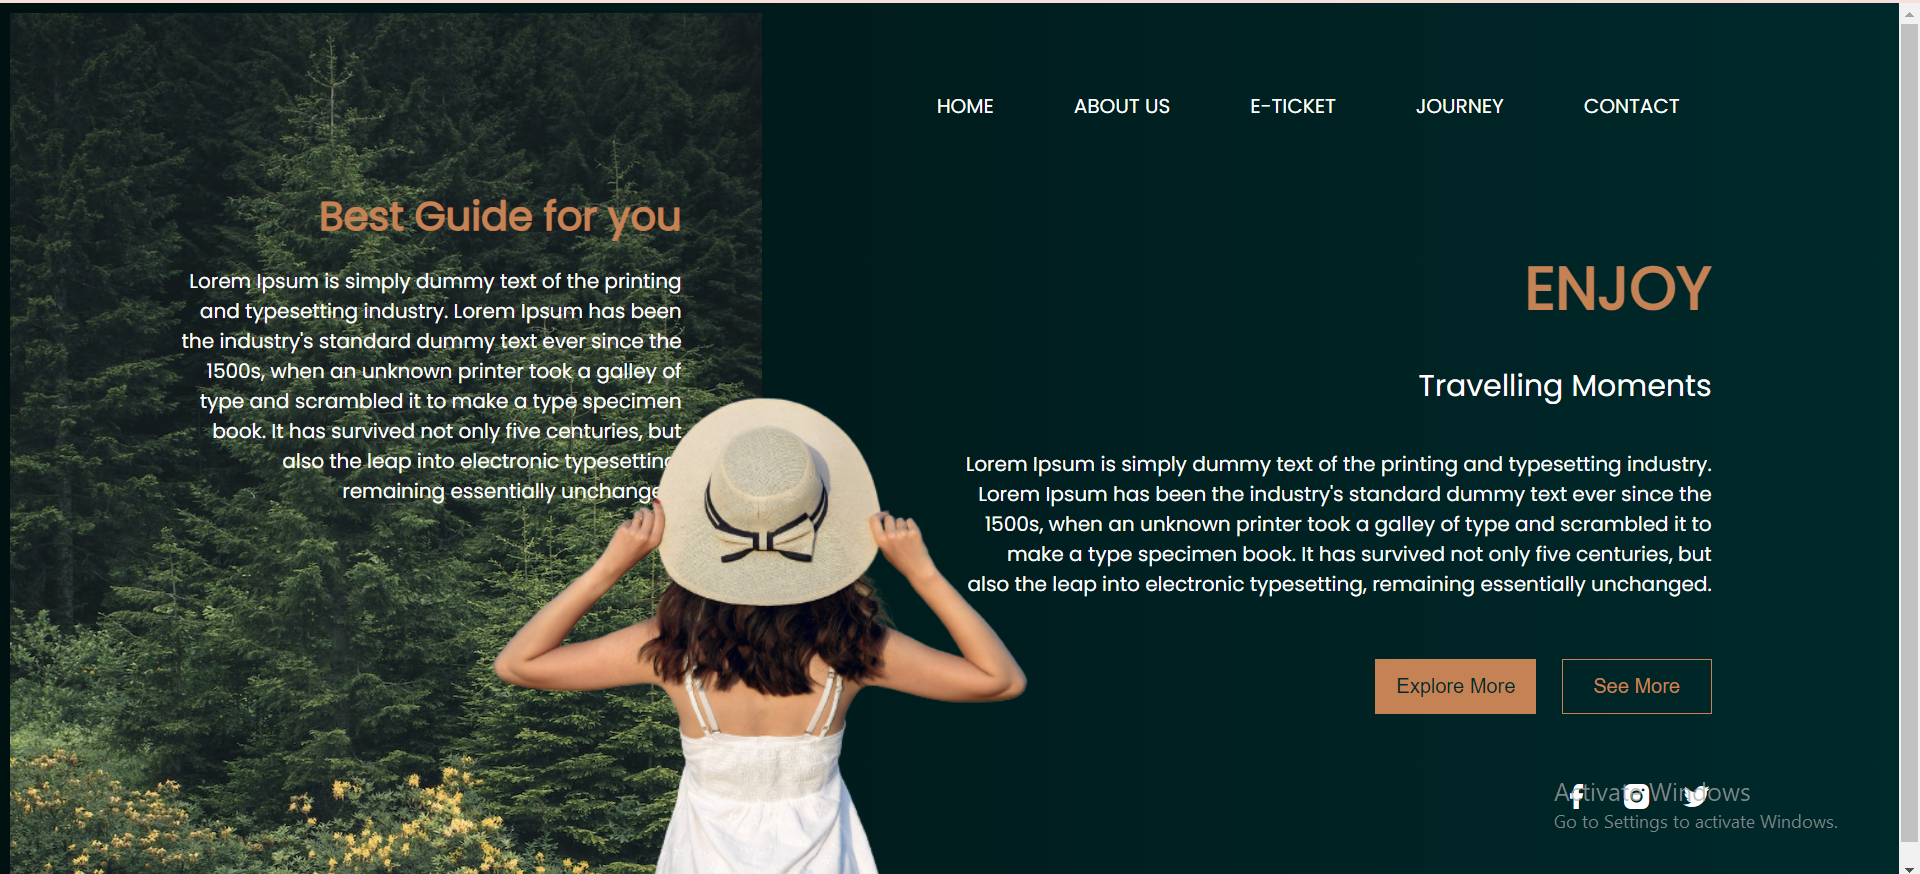 HOME ABOUT US E-TICKET JOURNEY CONTACT
Best Guide for you
Lorem Ipsum is simply dummy text of the printing
and typesetting industry. Lorem Ipsum has been
the industry's standard dummy text ever since the
1500s, when an unknown printer took a galley of
type and scrambled it to make a type specimen
book. It has survived not only five centuries, but
also the leap into electronic typesetting
remaining essentially unchange
ENJOY
Travelling Moments
Lorem Ipsum is simply dummy text of the printing and typesetting industry.
Lorem Ipsum has been the industry's standard dummy text ever since the
1500s, when an unknown printer took a galley of type and scrambled it to
make a type specimen book. It has survived not only five centuries, but
also the leap into electronic typesetting, remaining essentially unchanged.
Explore More See More
Activate Windows
Go to Settings to activate Windows.